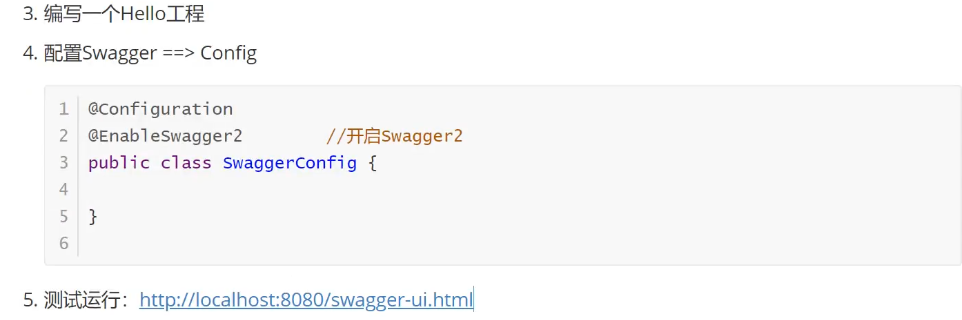 3. 编写一个Hello工程
4. 配置Swagger ==> Config
1 @Configuration
2 @EnableSwagger2 //开启Swagger2
3 public class SwaggerConfig {
4
5 }
6
5. 测试运行：http://localhost:8080/swagger-ui.html